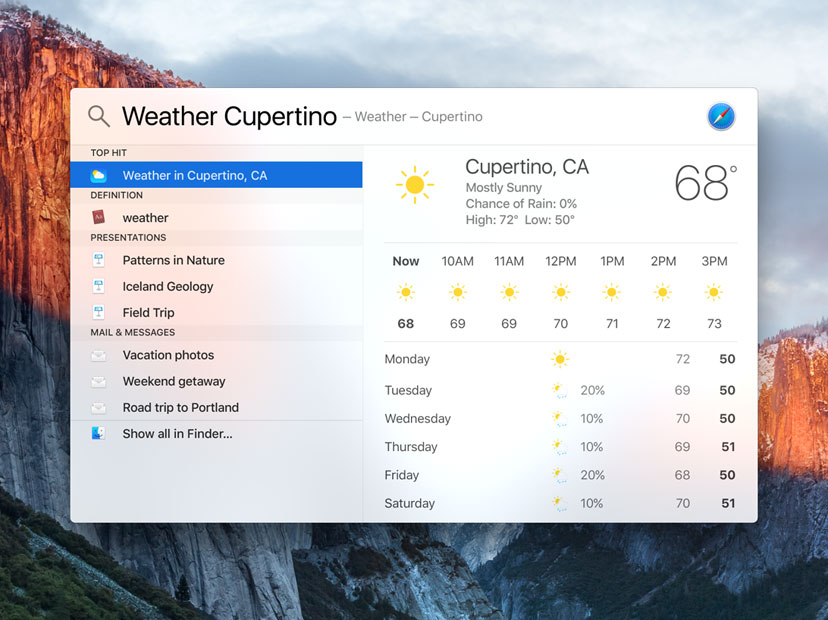 Weather Cupertino — Weather — Cupertino
TOP HIT
Weather in Cupertino, CA
DEFINITION
weather
PRESENTATIONS
Patterns in Nature
Iceland Geology
Field Trip
MAIL & MESSAGES
Vacation photos
Weekend getaway
Road trip to Portland
Show all in Finder...
Cupertino, CA
Mostly Sunny
Chance of Rain: 0%
High: 72° Low: 50°
68°
Now 10AM 11AM 12PM 1PM 2PM 3PM
68 69 69 70 71 72 73
Monday 72 50
Tuesday 20% 69 50
Wednesday 10% 70 50
Thursday 10% 69 51
Friday 20% 68 50
Saturday 10% 70 51